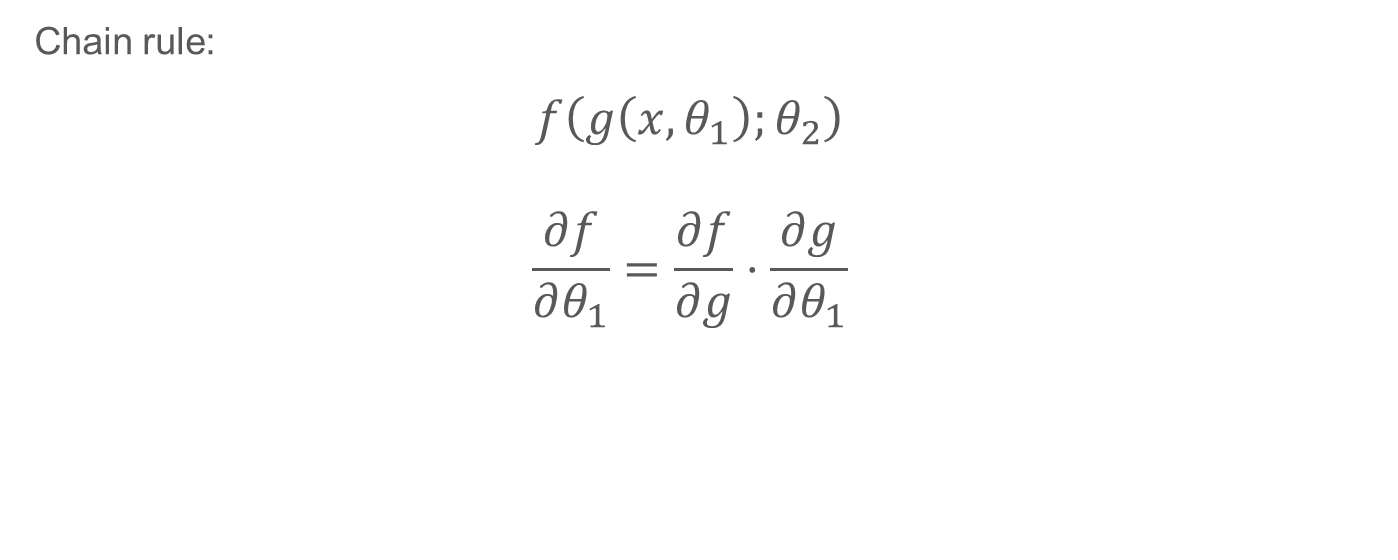 Chain rule:
f(g(x, θ₁); θ₂)
∂f/∂θ₁ = ∂f/∂g · ∂g/∂θ₁